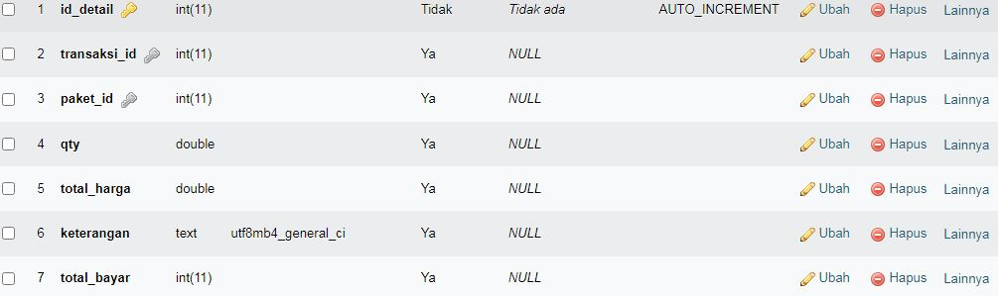 1 id_detail int(11) Tidak Tidak ada AUTO_INCREMENT Ubah Hapus Lainnya
2 transaksi_id int(11) Ya NULL Ubah Hapus Lainnya
3 paket_id int(11) Ya NULL Ubah Hapus Lainnya
4 qty double Ya NULL Ubah Hapus Lainnya
5 total_harga double Ya NULL Ubah Hapus Lainnya
6 keterangan text utf8mb4_general_ci Ya NULL Ubah Hapus Lainnya
7 total_bayar int(11) Ya NULL Ubah Hapus Lainnya